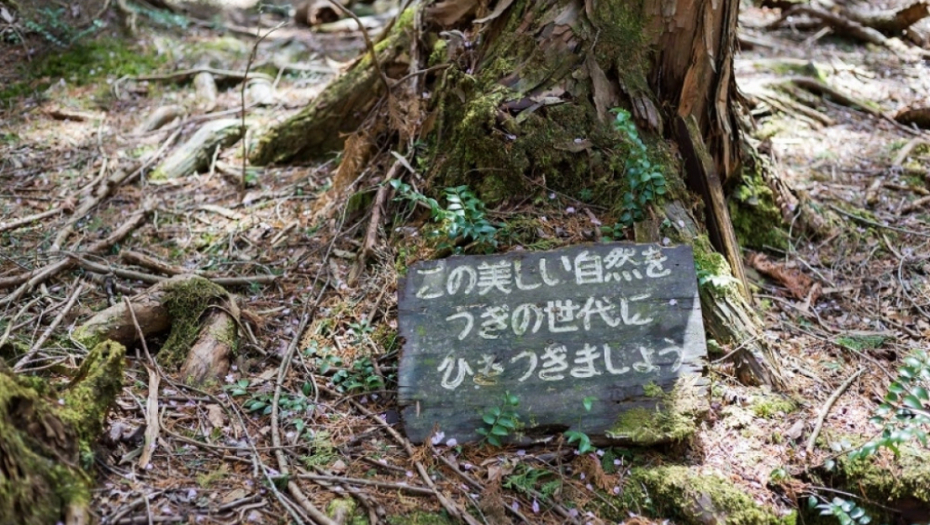 この美しい自然を
つぎの世代に
ひきつぎましょう